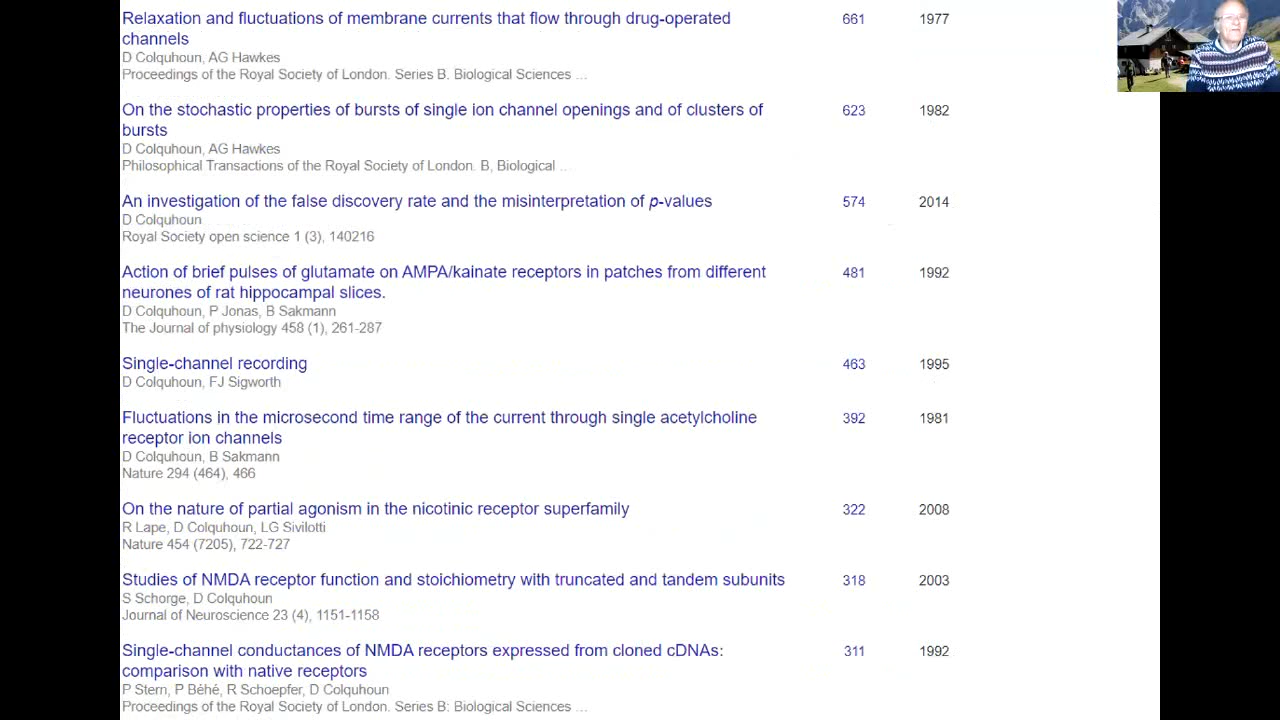 Relaxation and fluctuations of membrane currents that flow through drug-operated 661 1977
channels
D Colquhoun, AG Hawkes
Proceedings of the Royal Society of London. Series B. Biological Sciences ...
On the stochastic properties of bursts of single ion channel openings and of clusters of 623 1982
bursts
D Colquhoun, AG Hawkes
Philosophical Transactions of the Royal Society of London. B, Biological ...
An investigation of the false discovery rate and the misinterpretation of p-values 574 2014
D Colquhoun
Royal Society open science 1 (3), 140216
Action of brief pulses of glutamate on AMPA/kainate receptors in patches from different 481 1992
neurones of rat hippocampal slices.
D Colquhoun, P Jonas, B Sakmann
The Journal of physiology 458 (1), 261-287
Single-channel recording 463 1995
D Colquhoun, FJ Sigworth
Fluctuations in the microsecond time range of the current through single acetylcholine 392 1981
receptor ion channels
D Colquhoun, B Sakmann
Nature 294 (464), 466
On the nature of partial agonism in the nicotinic receptor superfamily 322 2008
R Lape, D Colquhoun, LG Sivilotti
Nature 454 (7205), 722-727
Studies of NMDA receptor function and stoichiometry with truncated and tandem subunits 318 2003
S Schorge, D Colquhoun
Journal of Neuroscience 23 (4), 1151-1158
Single-channel conductances of NMDA receptors expressed from cloned cDNAs: 311 1992
comparison with native receptors
P Stern, P Béhé, R Schoepfer, D Colquhoun
Proceedings of the Royal Society of London. Series B: Biological Sciences ...